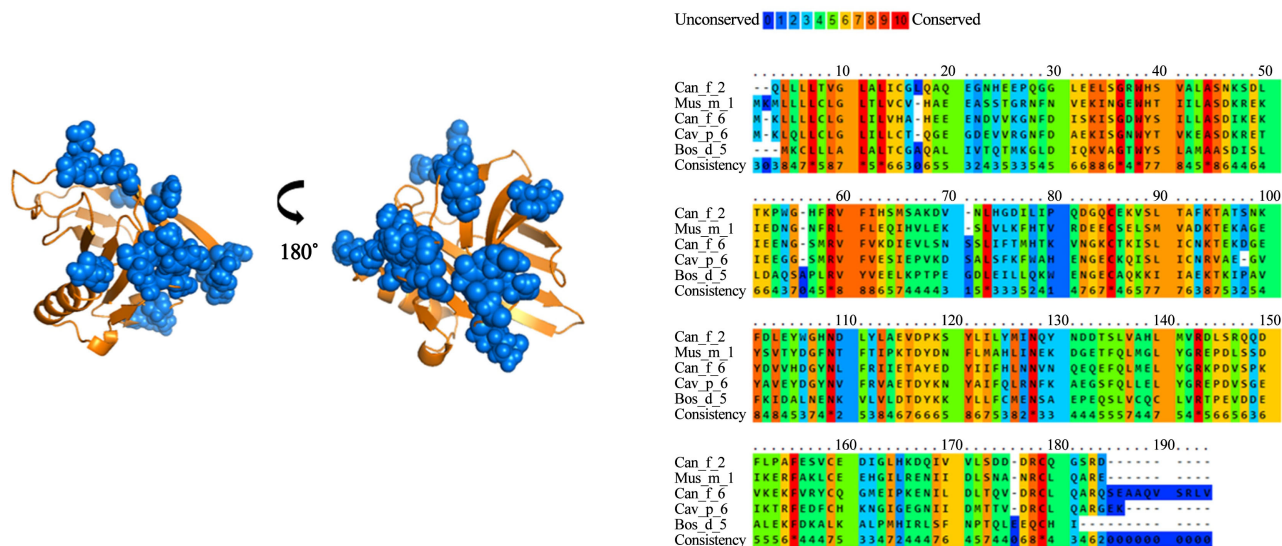 Unconserved 0 1 2 3 4 5 6 7 8 9 10 Conserved
180°
10 20 30 40 50
Can_f_2 --QLLLLTVG LALICGLQAQ EGNHEEPQGG LEELSGRWHS VALASNKSDL
Mus_m_1 MKMLLLLCLG LTLVCV-HAE EASSTGRNFN VEKINGEWHT IILASDKREK
Can_f_6 M-KLLLLCLG LILVHA-HEE ENDVVKGNFD ISKISGDWYS ILLASDIKEK
Cav_p_6 M-KLQLLCLG LILLCT-QGE GDEVVRGNFD AEKISGNWYS VKEASDKRET
Bos_d_5 ---MKCLLLA LALTCGAQAL IVTQTMKGLD IQKVAGTWYS LAMAASDISL
Consistency 303847*587 *5*6630655 3243533545 66886*4*77 5846*864464
60 70 80 90 100
Can_f_2 TKPWG-HFRV FIHSMSAKDV -NLHGDILIP QDGQCEKVSL TAFKTATSNK
Mus_m_1 IEDNG-NFRL FLEQIHVLEK -SLVLKFHTV RDEECSELSM VADKTEKAGE
Can_f_6 IEENG-SMRV FVKDIEVLSN SSLIFTMHTK VNGKCTKISL ICNKTEKDGE
Cav_p_6 IEEGG-SMRV FVESIEPVKD SALSFKFWAH ENGECKQISL ICNRVAE-GV
Bos_d_5 LDAQSAPLRV YVEELKPTPE GDLEILLQKW ENGECAQKKI IAEKTKIPAV
Consistency 66437045*8 8886574443 15*3335241 4767*46577 7638753254
110 120 130 140 150
Can_f_2 FDLEYWGHND LYLAEVDPKS YLILYMINQY NDDTSLVAHL MVRDLSRQQD
Mus_m_1 YSVTYDGFNT FTIPKTDYDN FLMAHLINEK DGETFQLMGL YGREPDLSSD
Can_f_6 YDVVHDGYNL FRIIETAYED YIIFHLNNVN QEQEFQLMEL YGRKPDVSPK
Cav_p_6 YAVEYDGYNV FRVAETDYKN YAIFQLRNFK AEGSFQLLEL YGREPDVGSE
Bos_d_5 FKIDALNENK VLVLDTDYKK YLLFCMENSA EPEQSLVCQC LVRTPEVDDE
Consistency 84845374*2 5384676665 8675382*33 4445557447 54*5665636
160 170 180 190
Can_f_2 FLPAFESVCE DIGLHKDQIV VLSDD-DRCQ GSRD------ ----
Mus_m_1 IKERFAKLCE EHGILRENII DLSNA-NRCL QARE------ ----
Can_f_6 VKEKFVRYCQ GMEIPKENIL DLTQV-DRCL QARQSEAAQV SRLV
Cav_p_6 IKTRFEDFCH KNGIGEGNII DMTTV-DRCL QARGEK---- ----
Bos_d_5 ALEKFDKALK ALPMHIRLSF NPTQLEEQCH I--------- ----
Consistency 5556*44475 3347244476 45744068*4 3462000000 0000